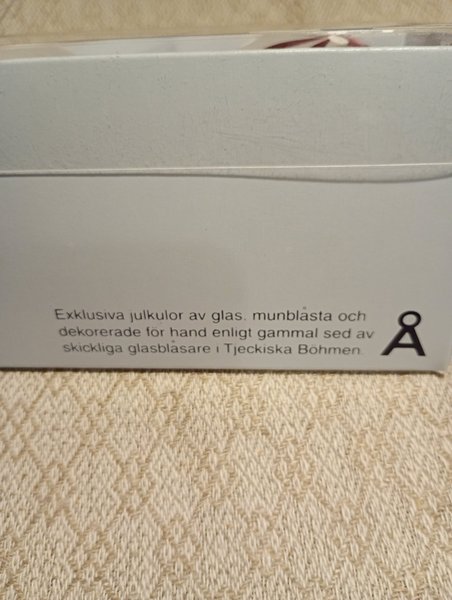 Exklusiva julkulor av glas, munblåsta och
dekorerade för hand enligt gammal sed av
skickliga glasblåsare i Tjeckiska Böhmen.
Å